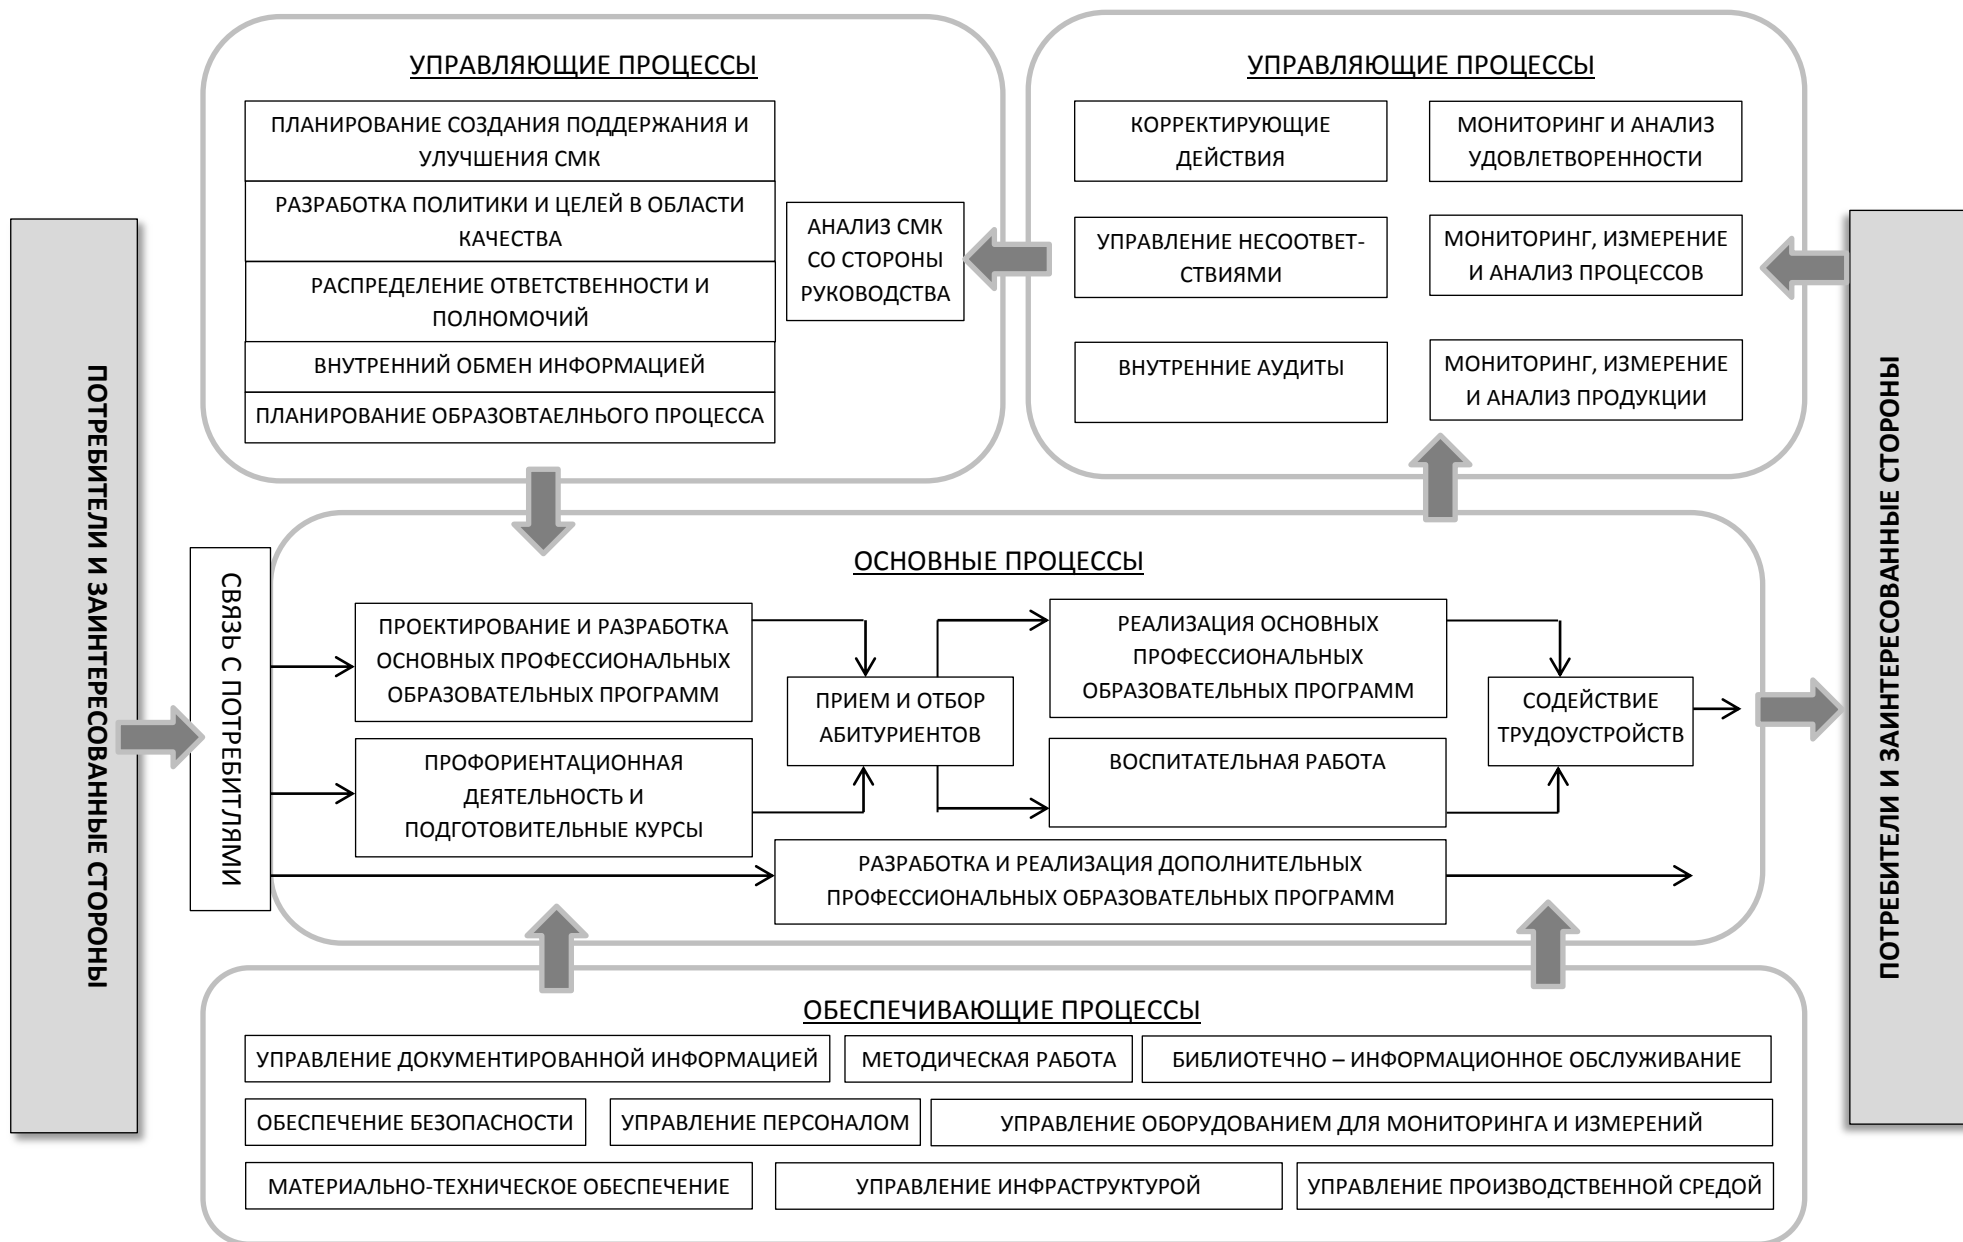 УПРАВЛЯЮЩИЕ ПРОЦЕССЫ
ПЛАНИРОВАНИЕ СОЗДАНИЯ ПОДДЕРЖАНИЯ И
УЛУЧШЕНИЯ СМК
РАЗРАБОТКА ПОЛИТИКИ И ЦЕЛЕЙ В ОБЛАСТИ
КАЧЕСТВА
РАСПРЕДЕЛЕНИЕ ОТВЕТСТВЕННОСТИ И
ПОЛНОМОЧИЙ
ВНУТРЕННИЙ ОБМЕН ИНФОРМАЦИЕЙ
ПЛАНИРОВАНИЕ ОБРАЗОВТАЕЛНЬОГО ПРОЦЕССА
АНАЛИЗ СМК
СО СТОРОНЫ
РУКОВОДСТВА
УПРАВЛЯЮЩИЕ ПРОЦЕССЫ
КОРРЕКТИРУЮЩИЕ
ДЕЙСТВИЯ
МОНИТОРИНГ И АНАЛИЗ
УДОВЛЕТВОРЕННОСТИ
УПРАВЛЕНИЕ НЕСООТВЕТ-
СТВИЯМИ
МОНИТОРИНГ, ИЗМЕРЕНИЕ
И АНАЛИЗ ПРОЦЕССОВ
ВНУТРЕННИЕ АУДИТЫ
МОНИТОРИНГ, ИЗМЕРЕНИЕ
И АНАЛИЗ ПРОДУКЦИИ
ПОТРЕБИТЕЛИ И ЗАИНТЕРЕСОВАННЫЕ СТОРОНЫ
СВЯЗЬ С ПОТРЕБИТЛЯМИ
ОСНОВНЫЕ ПРОЦЕССЫ
ПРОЕКТИРОВАНИЕ И РАЗРАБОТКА
ОСНОВНЫХ ПРОФЕССИОНАЛЬНЫХ
ОБРАЗОВАТЕЛЬНЫХ ПРОГРАММ
ПРОФОРИЕНТАЦИОННАЯ
ДЕЯТЕЛЬНОСТЬ И
ПОДГОТОВИТЕЛЬНЫЕ КУРСЫ
ПРИЕМ И ОТБОР
АБИТУРИЕНТОВ
РЕАЛИЗАЦИЯ ОСНОВНЫХ
ПРОФЕССИОНАЛЬНЫХ
ОБРАЗОВАТЕЛЬНЫХ ПРОГРАММ
ВОСПИТАТЕЛЬНАЯ РАБОТА
СОДЕЙСТВИЕ
ТРУДОУСТРОЙСТВ
РАЗРАБОТКА И РЕАЛИЗАЦИЯ ДОПОЛНИТЕЛЬНЫХ
ПРОФЕССИОНАЛЬНЫХ ОБРАЗОВАТЕЛЬНЫХ ПРОГРАММ
ПОТРЕБИТЕЛИ И ЗАИНТЕРЕСОВАННЫЕ СТОРОНЫ
ОБЕСПЕЧИВАЮЩИЕ ПРОЦЕССЫ
УПРАВЛЕНИЕ ДОКУМЕНТИРОВАННОЙ ИНФОРМАЦИЕЙ
МЕТОДИЧЕСКАЯ РАБОТА
БИБЛИОТЕЧНО – ИНФОРМАЦИОННОЕ ОБСЛУЖИВАНИЕ
ОБЕСПЕЧЕНИЕ БЕЗОПАСНОСТИ
УПРАВЛЕНИЕ ПЕРСОНАЛОМ
УПРАВЛЕНИЕ ОБОРУДОВАНИЕМ ДЛЯ МОНИТОРИНГА И ИЗМЕРЕНИЙ
МАТЕРИАЛЬНО-ТЕХНИЧЕСКОЕ ОБЕСПЕЧЕНИЕ
УПРАВЛЕНИЕ ИНФРАСТРУКТУРОЙ
УПРАВЛЕНИЕ ПРОИЗВОДСТВЕННОЙ СРЕДОЙ